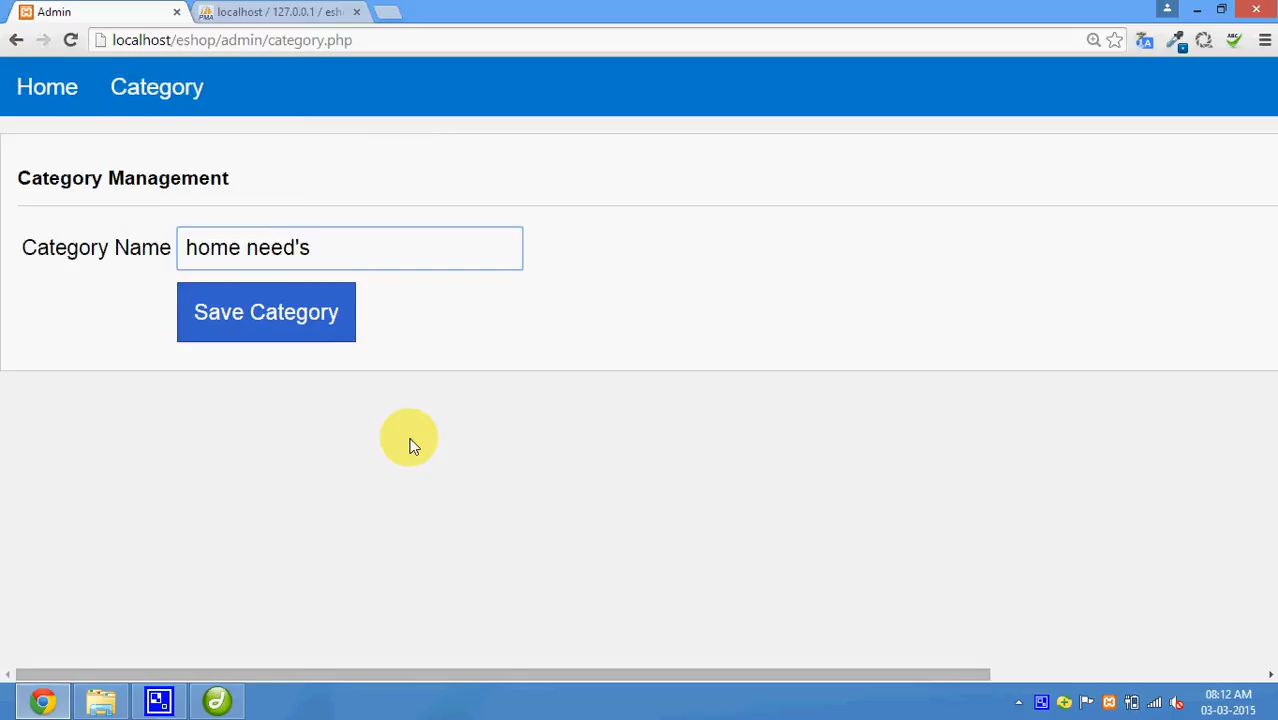 Admin
localhost / 127.0.0.1 / esh
localhost/eshop/admin/category.php
Home Category
Category Management
Category Name home need's
Save Category
08:12 AM
03-03-2015